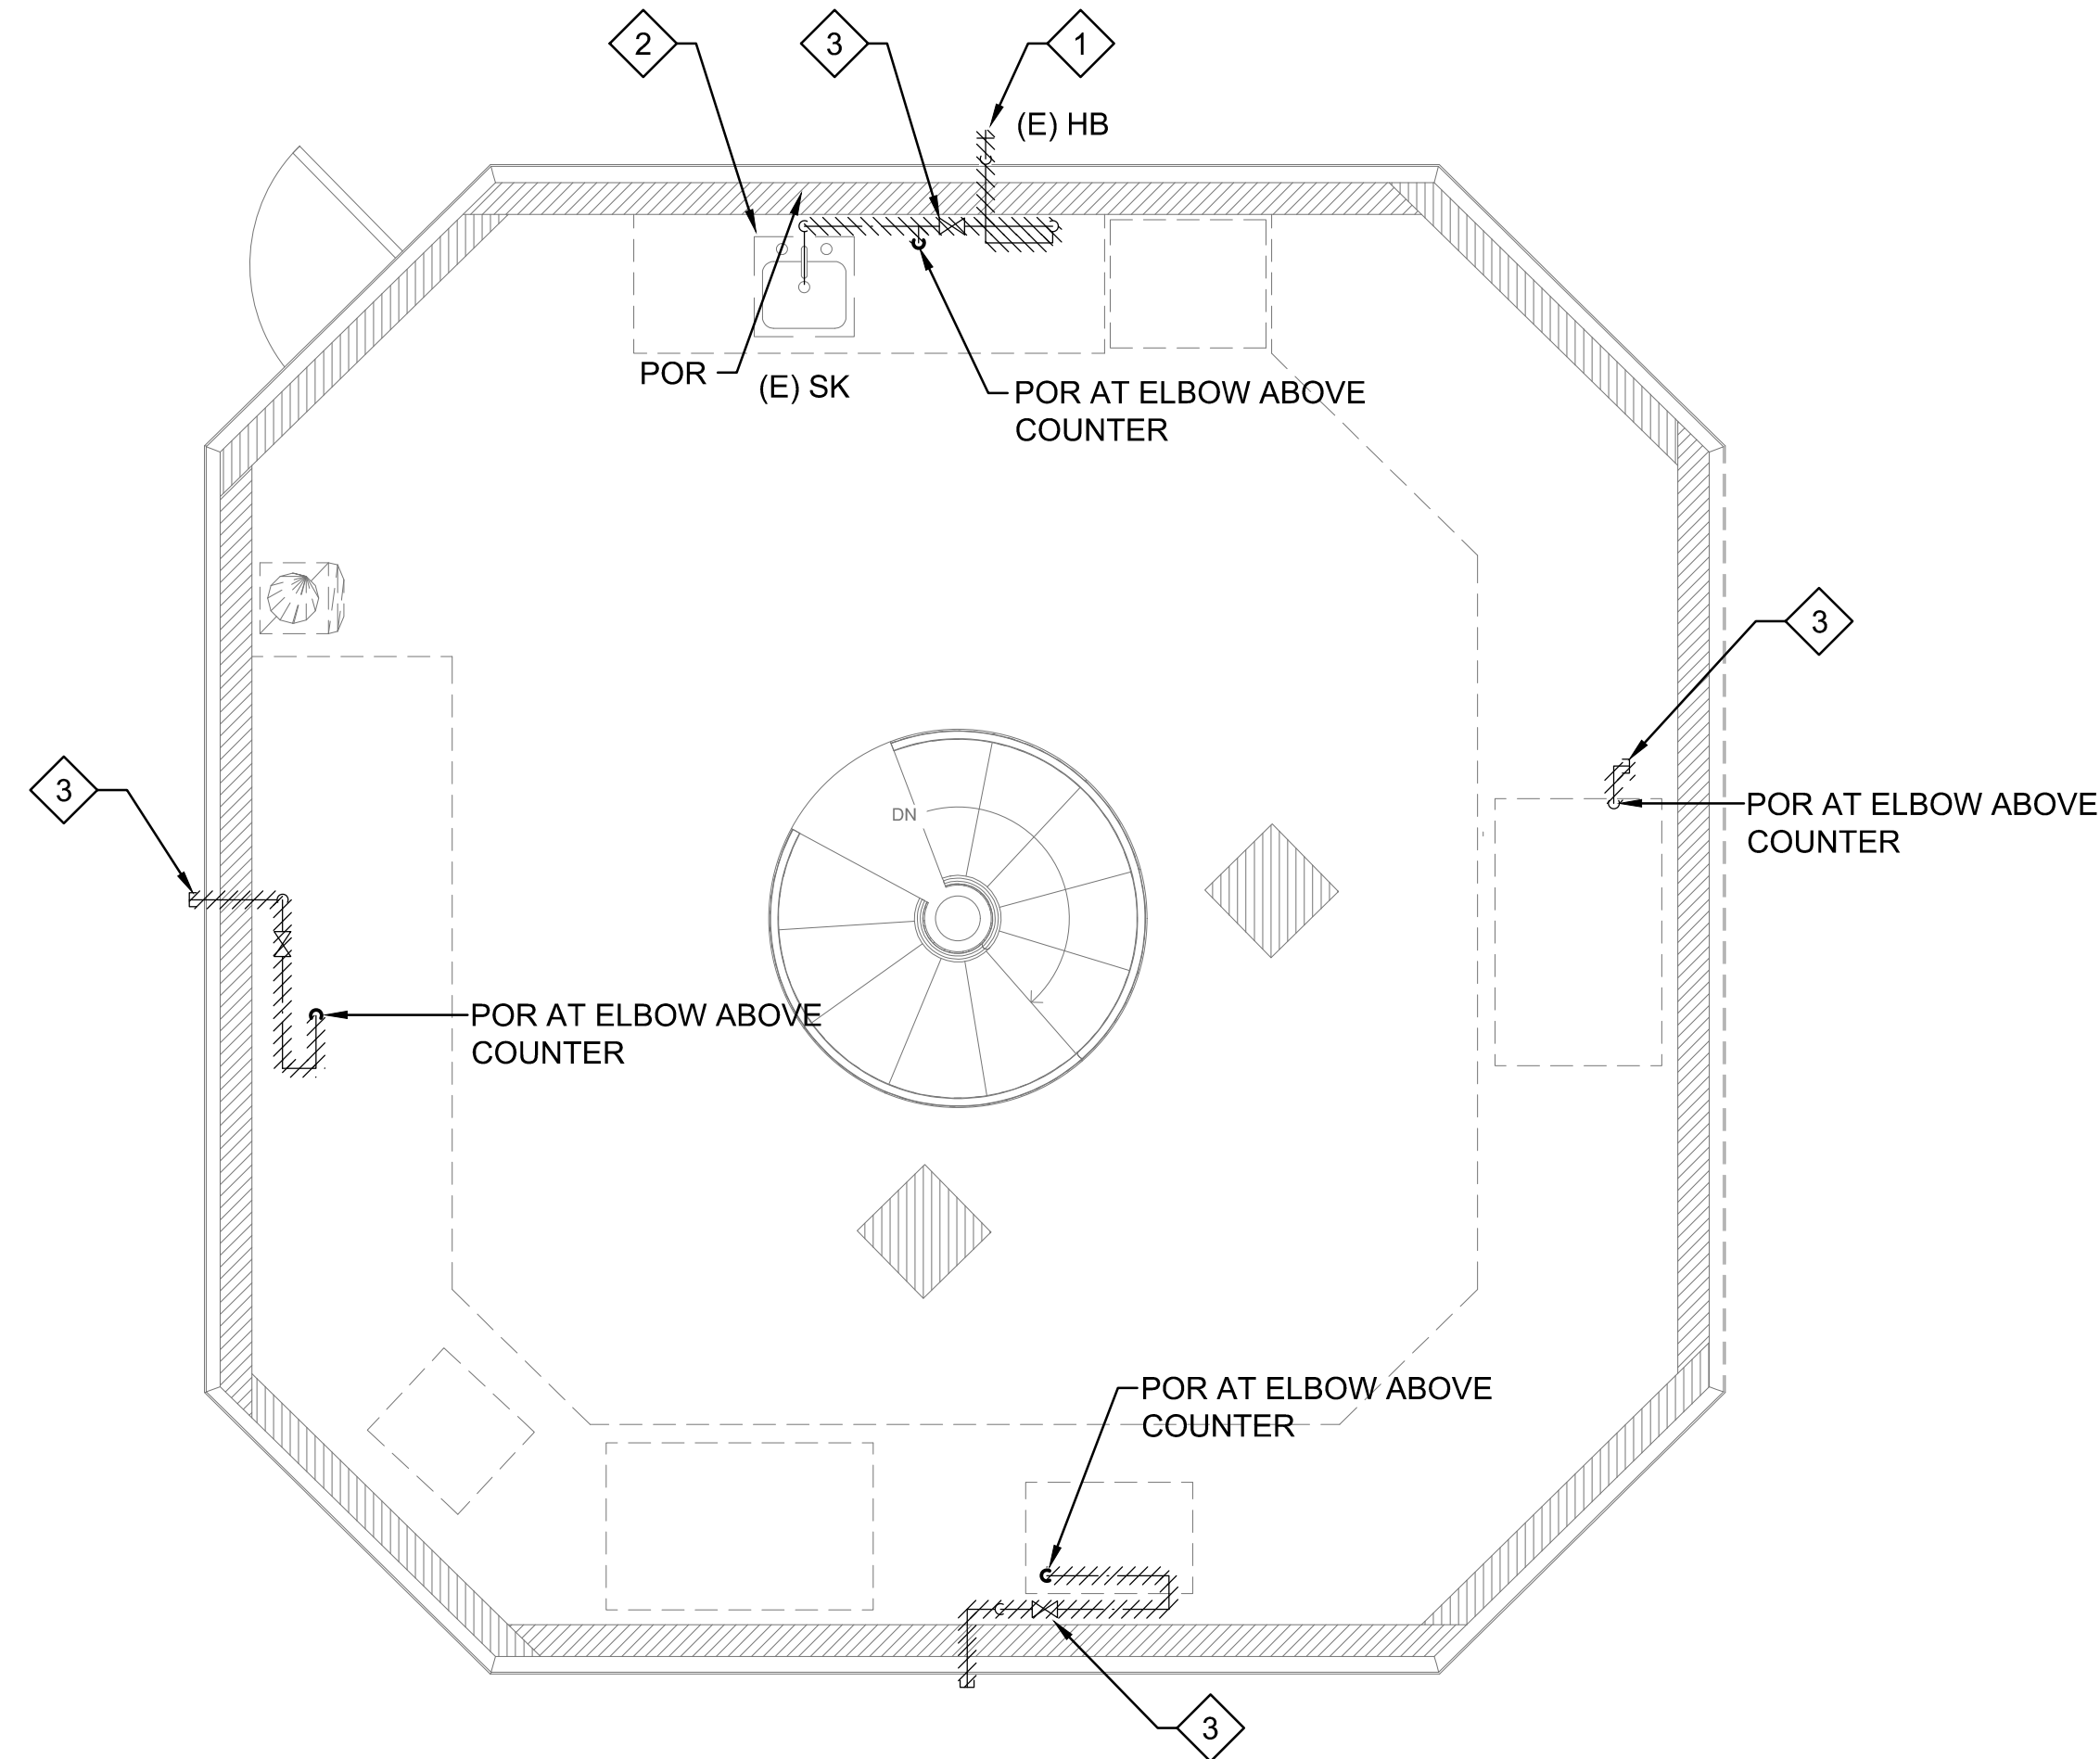 2
3
1
(E) HB
POR
(E) SK
POR AT ELBOW ABOVE
COUNTER
3
3
POR AT ELBOW ABOVE
COUNTER
DN
POR AT ELBOW ABOVE
COUNTER
POR AT ELBOW ABOVE
COUNTER
3